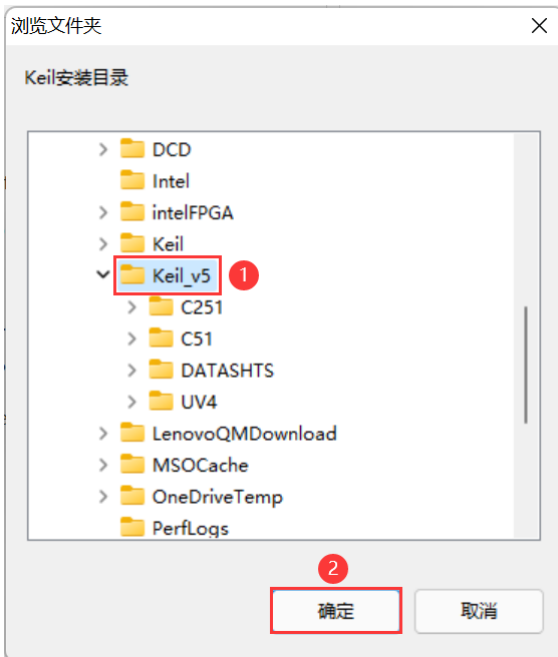 浏览文件夹
Keil安装目录
DCD
Intel
intelFPGA
Keil
Keil_v5 1
C251
C51
DATASHTS
UV4
LenovoQMDownload
MSOCache
OneDriveTemp
PerfLogs
2
确定 取消